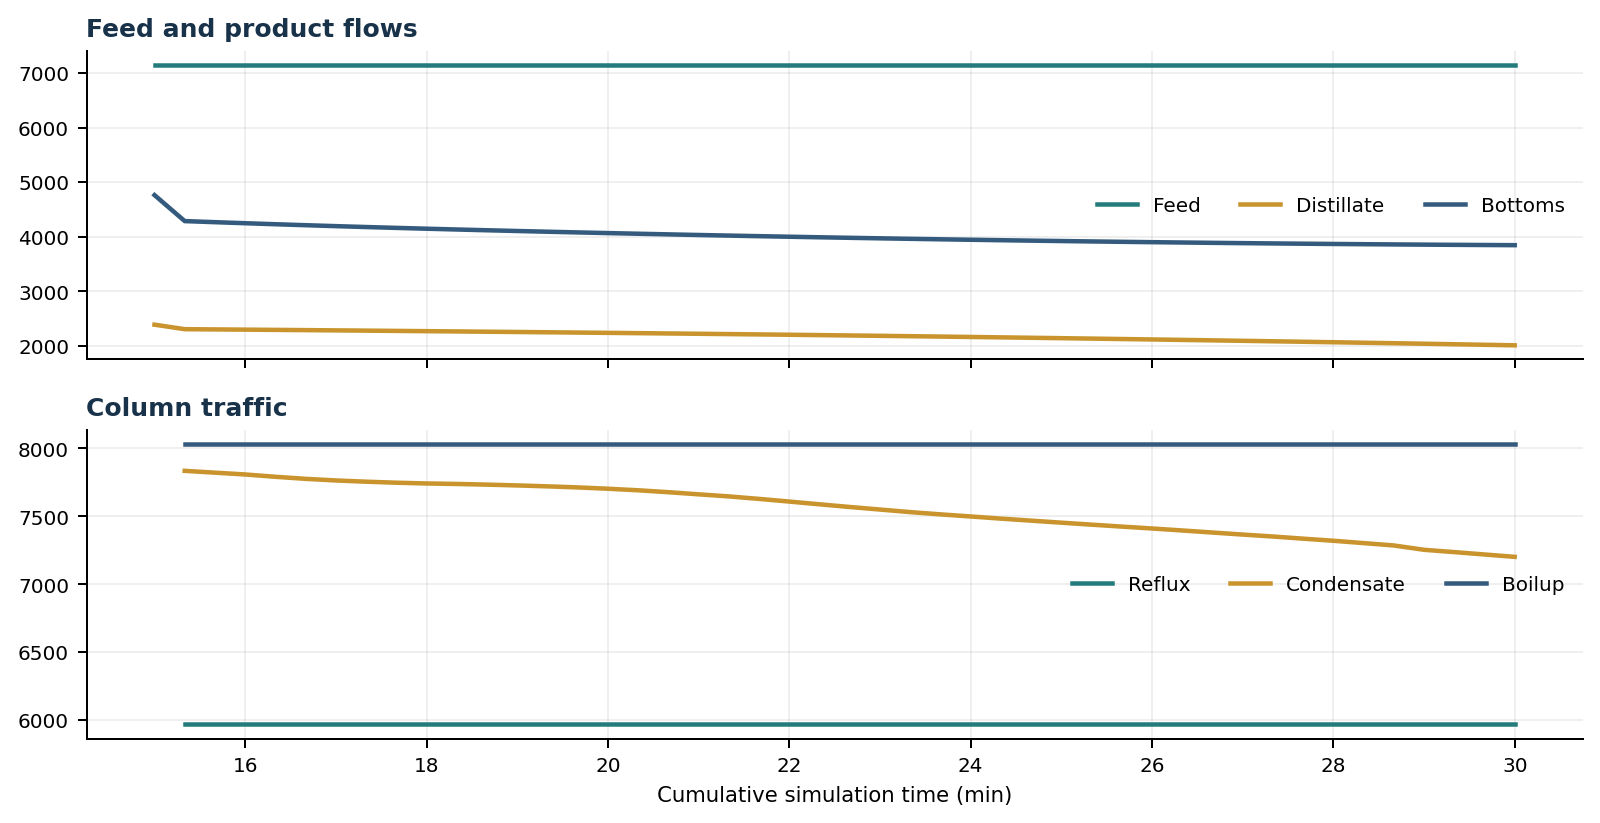 Feed and product flows
7000
6000
5000
4000
3000
2000
Feed Distillate Bottoms
Column traffic
8000
7500
7000
6500
6000
Reflux Condensate Boilup
16 18 20 22 24 26 28 30
Cumulative simulation time (min)